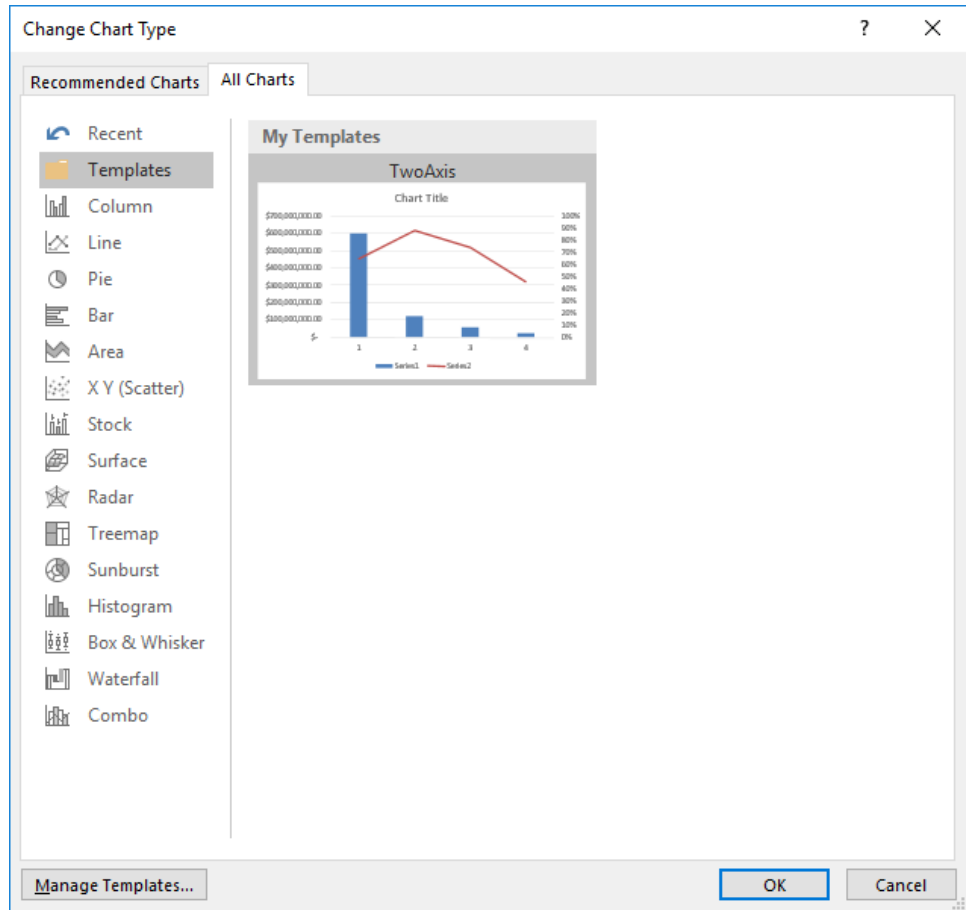 Change Chart Type
?
Recommended Charts
All Charts
Recent
Templates
Column
Line
Pie
Bar
Area
X Y (Scatter)
Stock
Surface
Radar
Treemap
Sunburst
Histogram
Box & Whisker
Waterfall
Combo
My Templates
TwoAxis
Chart Title
$700,000,000.00
$600,000,000.00
$500,000,000.00
$400,000,000.00
$300,000,000.00
$200,000,000.00
$100,000,000.00
$-
100%
90%
80%
70%
60%
50%
40%
30%
20%
10%
0%
1 2 3 4
Series1 Series2
Manage Templates...
OK
Cancel